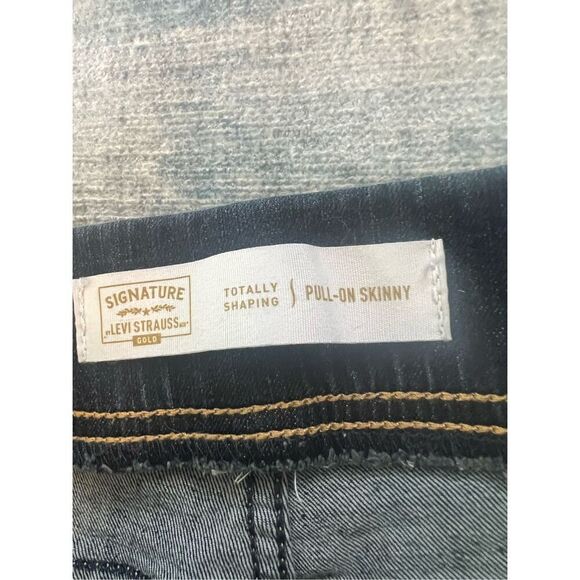 SIGNATURE
BY LEVI STRAUSS & CO.
GOLD
TOTALLY
SHAPING
PULL-ON SKINNY